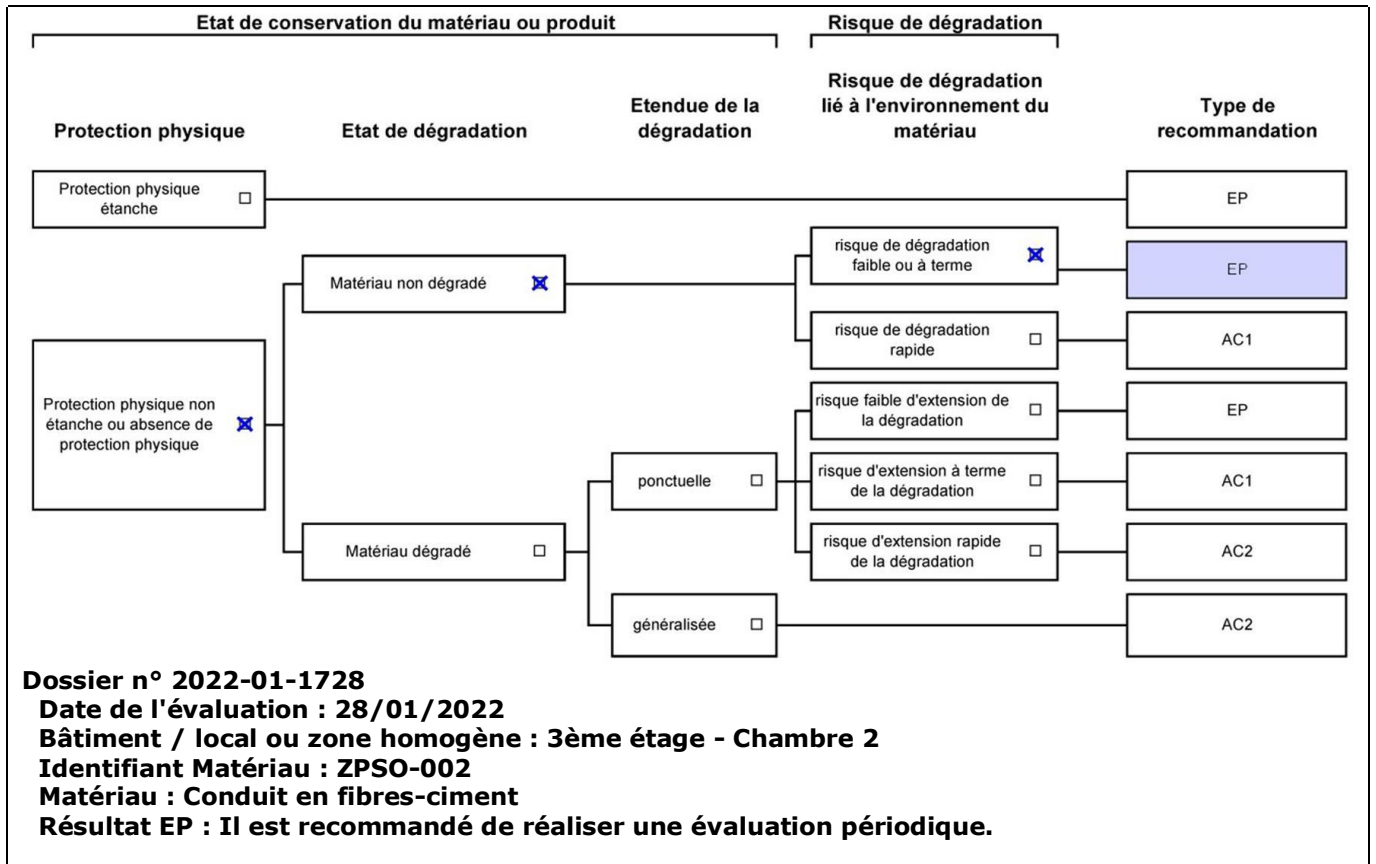 Etat de conservation du matériau ou produit
Risque de dégradation
Protection physique
Etat de dégradation
Etendue de la
dégradation
Risque de dégradation
lié à l'environnement du
matériau
Type de
recommandation
Protection physique
étanche
EP
risque de dégradation
faible ou à terme
EP
Matériau non dégradé
risque de dégradation
rapide
AC1
Protection physique non
étanche ou absence de
protection physique
risque faible d'extension de
la dégradation
EP
ponctuelle
risque d'extension à terme
de la dégradation
AC1
Matériau dégradé
risque d'extension rapide
de la dégradation
AC2
généralisée
AC2
Dossier n° 2022-01-1728
Date de l'évaluation : 28/01/2022
Bâtiment / local ou zone homogène : 3ème étage - Chambre 2
Identifiant Matériau : ZPSO-002
Matériau : Conduit en fibres-ciment
Résultat EP : Il est recommandé de réaliser une évaluation périodique.